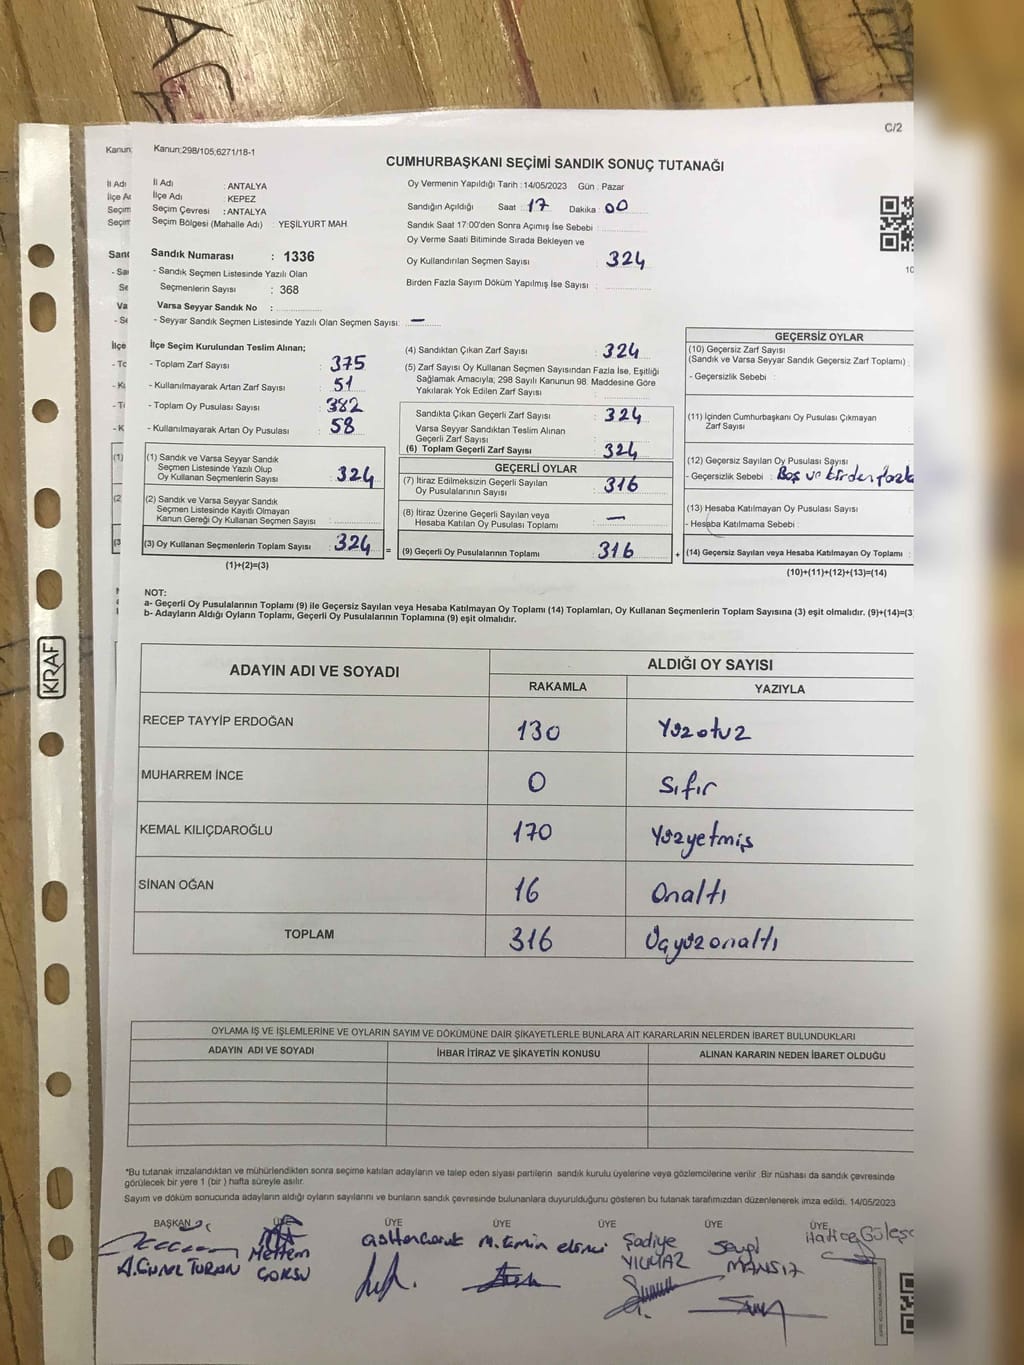 C/2
Kanun:298/105;6271/18-1
CUMHURBAŞKANI SEÇİMİ SANDIK SONUÇ TUTANAĞI
İl Adı : ANTALYA
İlçe Adı : KEPEZ
Seçim Çevresi : ANTALYA
Seçim Bölgesi (Mahalle Adı) : YEŞİLYURT MAH
Oy Vermenin Yapıldığı Tarih : 14/05/2023 Gün : Pazar
Sandığın Açıldığı Saat : 17 Dakika : 00
Sandık Saat 17:00'den Sonra Açımış İse Sebebi :
Oy Verme Saati Bitiminde Sırada Bekleyen ve
Oy Kullandırılan Seçmen Sayısı : 324
Birden Fazla Sayım Döküm Yapılmış İse Sayısı :
Sandık Numarası : 1336
- Sandık Seçmen Listesinde Yazılı Olan
Seçmenlerin Sayısı : 368
Varsa Seyyar Sandık No :
- Seyyar Sandık Seçmen Listesinde Yazılı Olan Seçmen Sayısı: —
İlçe Seçim Kurulundan Teslim Alınan;
- Toplam Zarf Sayısı : 375
- Kullanılmayarak Artan Zarf Sayısı : 51
- Toplam Oy Pusulası Sayısı : 382
- Kullanılmayarak Artan Oy Pusulası : 58
(1) Sandık ve Varsa Seyyar Sandık
Seçmen Listesinde Yazılı Olup
Oy Kullanan Seçmenlerin Sayısı : 324
(2) Sandık ve Varsa Seyyar Sandık
Seçmen Listesinde Kayıtlı Olmayan
Kanun Gereği Oy Kullanan Seçmen Sayısı :
(3) Oy Kullanan Seçmenlerin Toplam Sayısı : 324 =
(1)+(2)=(3)
(4) Sandıktan Çıkan Zarf Sayısı : 324
(5) Zarf Sayısı Oy Kullanan Seçmen Sayısından Fazla İse, Eşitliği
Sağlamak Amacıyla; 298 Sayılı Kanunun 98. Maddesine Göre
Yakılarak Yok Edilen Zarf Sayısı :
Sandıkta Çıkan Geçerli Zarf Sayısı : 324
Varsa Seyyar Sandıktan Teslim Alınan
Geçerli Zarf Sayısı :
(6) Toplam Geçerli Zarf Sayısı : 324
GEÇERLİ OYLAR
(7) İtiraz Edilmeksizin Geçerli Sayılan
Oy Pusulalarının Sayısı : 316
(8) İtiraz Üzerine Geçerli Sayılan veya
Hesaba Katılan Oy Pusulası Toplamı : —
(9) Geçerli Oy Pusulalarının Toplamı : 316 +
GEÇERSİZ OYLAR
(10) Geçersiz Zarf Sayısı
(Sandık ve Varsa Seyyar Sandık Geçersiz Zarf Toplamı) :
- Geçersizlik Sebebi :
(11) İçinden Cumhurbaşkanı Oy Pusulası Çıkmayan
Zarf Sayısı :
(12) Geçersiz Sayılan Oy Pusulası Sayısı :
- Geçersizlik Sebebi : Boş ve birden fazla
(13) Hesaba Katılmayan Oy Pusulası Sayısı :
- Hesaba Katılmama Sebebi :
(14) Geçersiz Sayılan veya Hesaba Katılmayan Oy Toplamı :
(10)+(11)+(12)+(13)=(14)
NOT:
a- Geçerli Oy Pusulalarının Toplamı (9) ile Geçersiz Sayılan veya Hesaba Katılmayan Oy Toplamı (14) Toplamları, Oy Kullanan Seçmenlerin Toplam Sayısına (3) eşit olmalıdır. (9)+(14)=(3
b- Adayların Aldığı Oyların Toplamı, Geçerli Oy Pusulalarının Toplamına (9) eşit olmalıdır.
ADAYIN ADI VE SOYADI
ALDIĞI OY SAYISI
RAKAMLA YAZIYLA
RECEP TAYYİP ERDOĞAN 130 Yüzotuz
MUHARREM İNCE 0 Sıfır
KEMAL KILIÇDAROĞLU 170 Yüzyetmiş
SİNAN OĞAN 16 Onaltı
TOPLAM 316 Üçyüzonaltı
OYLAMA İŞ VE İŞLEMLERİNE VE OYLARIN SAYIM VE DÖKÜMÜNE DAİR ŞİKAYETLERLE BUNLARA AİT KARARLARIN NELERDEN İBARET BULUNDUKLARI
ADAYIN ADI VE SOYADI İHBAR İTİRAZ VE ŞİKAYETİN KONUSU ALINAN KARARIN NEDEN İBARET OLDUĞU
*Bu tutanak imzalandıktan ve mühürlendikten sonra seçime katılan adayların ve talep eden siyasi partilerin sandık kurulu üyelerine veya gözlemcilerine verilir. Bir nüshası da sandık çevresinde
görülecek bir yere 1 (bir ) hafta süreyle asılır.
Sayım ve döküm sonucunda adayların aldığı oyların sayılarını ve bunların sandık çevresinde bulunanlara duyurulduğunu gösteren bu tutanak tarafımızdan düzenlenerek imza edildi. 14/05/2023
BAŞKAN ÜYE ÜYE ÜYE ÜYE ÜYE ÜYE
A.GÜNEL TURAN
Meltem
GÖKSU
M.Emin
Şadiye
YILMAZ
MANSIZ
Hatice Güleş
KRAF